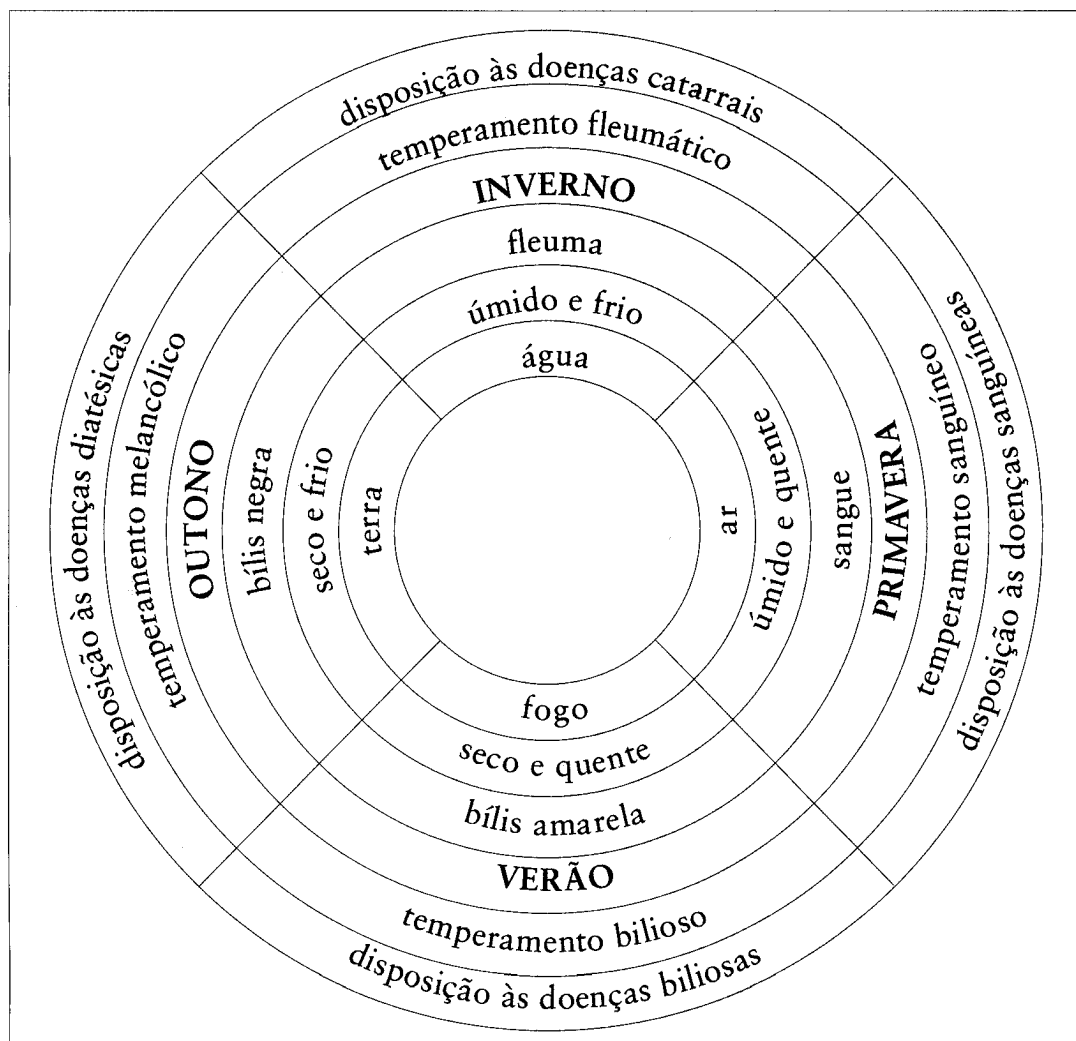 disposição às doenças catarrais
temperamento fleumático
INVERNO
fleuma
úmido e frio
água
disposição às doenças diatésicas
temperamento melancólico
OUTONO
bílis negra
seco e frio
terra
ar
úmido e quente
sangue
PRIMAVERA
temperamento sanguíneo
disposição às doenças sanguíneas
fogo
seco e quente
bílis amarela
VERÃO
temperamento bilioso
disposição às doenças biliosas